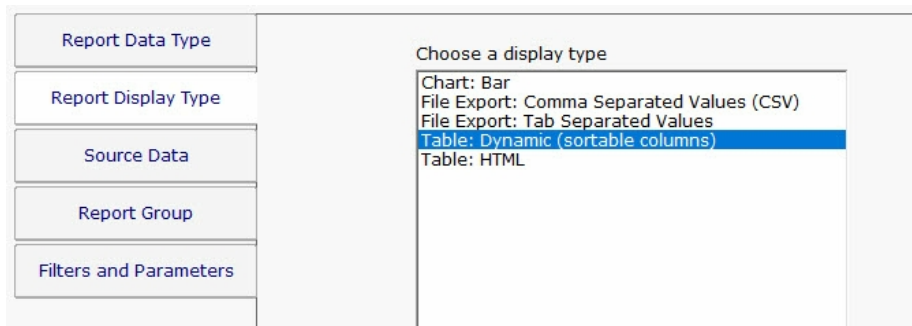 Report Data Type
Report Display Type
Source Data
Report Group
Filters and Parameters
Choose a display type
Chart: Bar
File Export: Comma Separated Values (CSV)
File Export: Tab Separated Values
Table: Dynamic (sortable columns)
Table: HTML